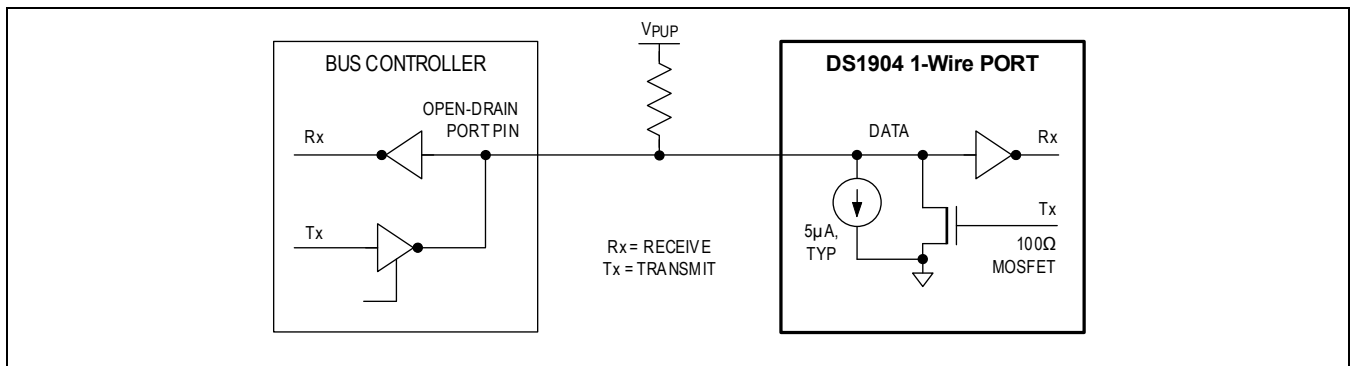 VPUP
BUS CONTROLLER
DS1904 1-Wire PORT
OPEN-DRAIN
PORT PIN
Rx
DATA
Rx
Tx
Tx
5µA,
TYP
100Ω
MOSFET
Rx = RECEIVE
Tx = TRANSMIT